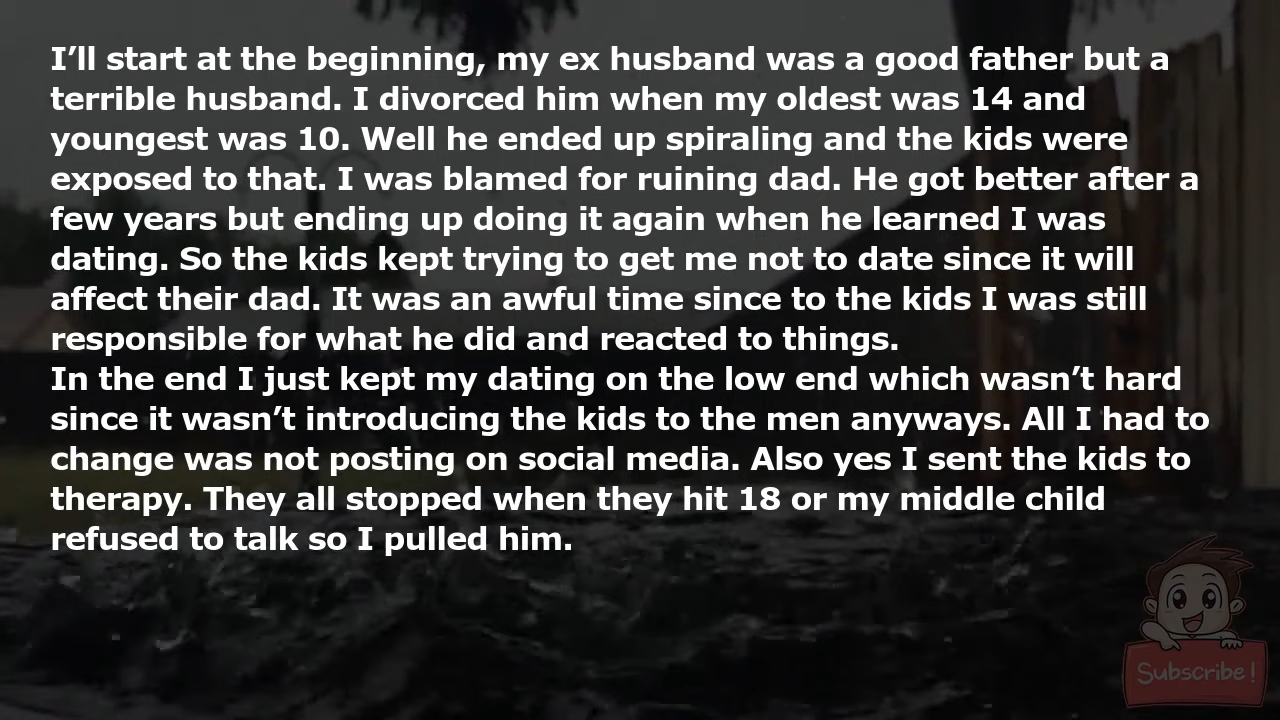 I’ll start at the beginning, my ex husband was a good father but a
terrible husband. I divorced him when my oldest was 14 and
youngest was 10. Well he ended up spiraling and the kids were
exposed to that. I was blamed for ruining dad. He got better after a
few years but ending up doing it again when he learned I was
dating. So the kids kept trying to get me not to date since it will
affect their dad. It was an awful time since to the kids I was still
responsible for what he did and reacted to things.
In the end I just kept my dating on the low end which wasn’t hard
since it wasn’t introducing the kids to the men anyways. All I had to
change was not posting on social media. Also yes I sent the kids to
therapy. They all stopped when they hit 18 or my middle child
refused to talk so I pulled him.
Subscribe!